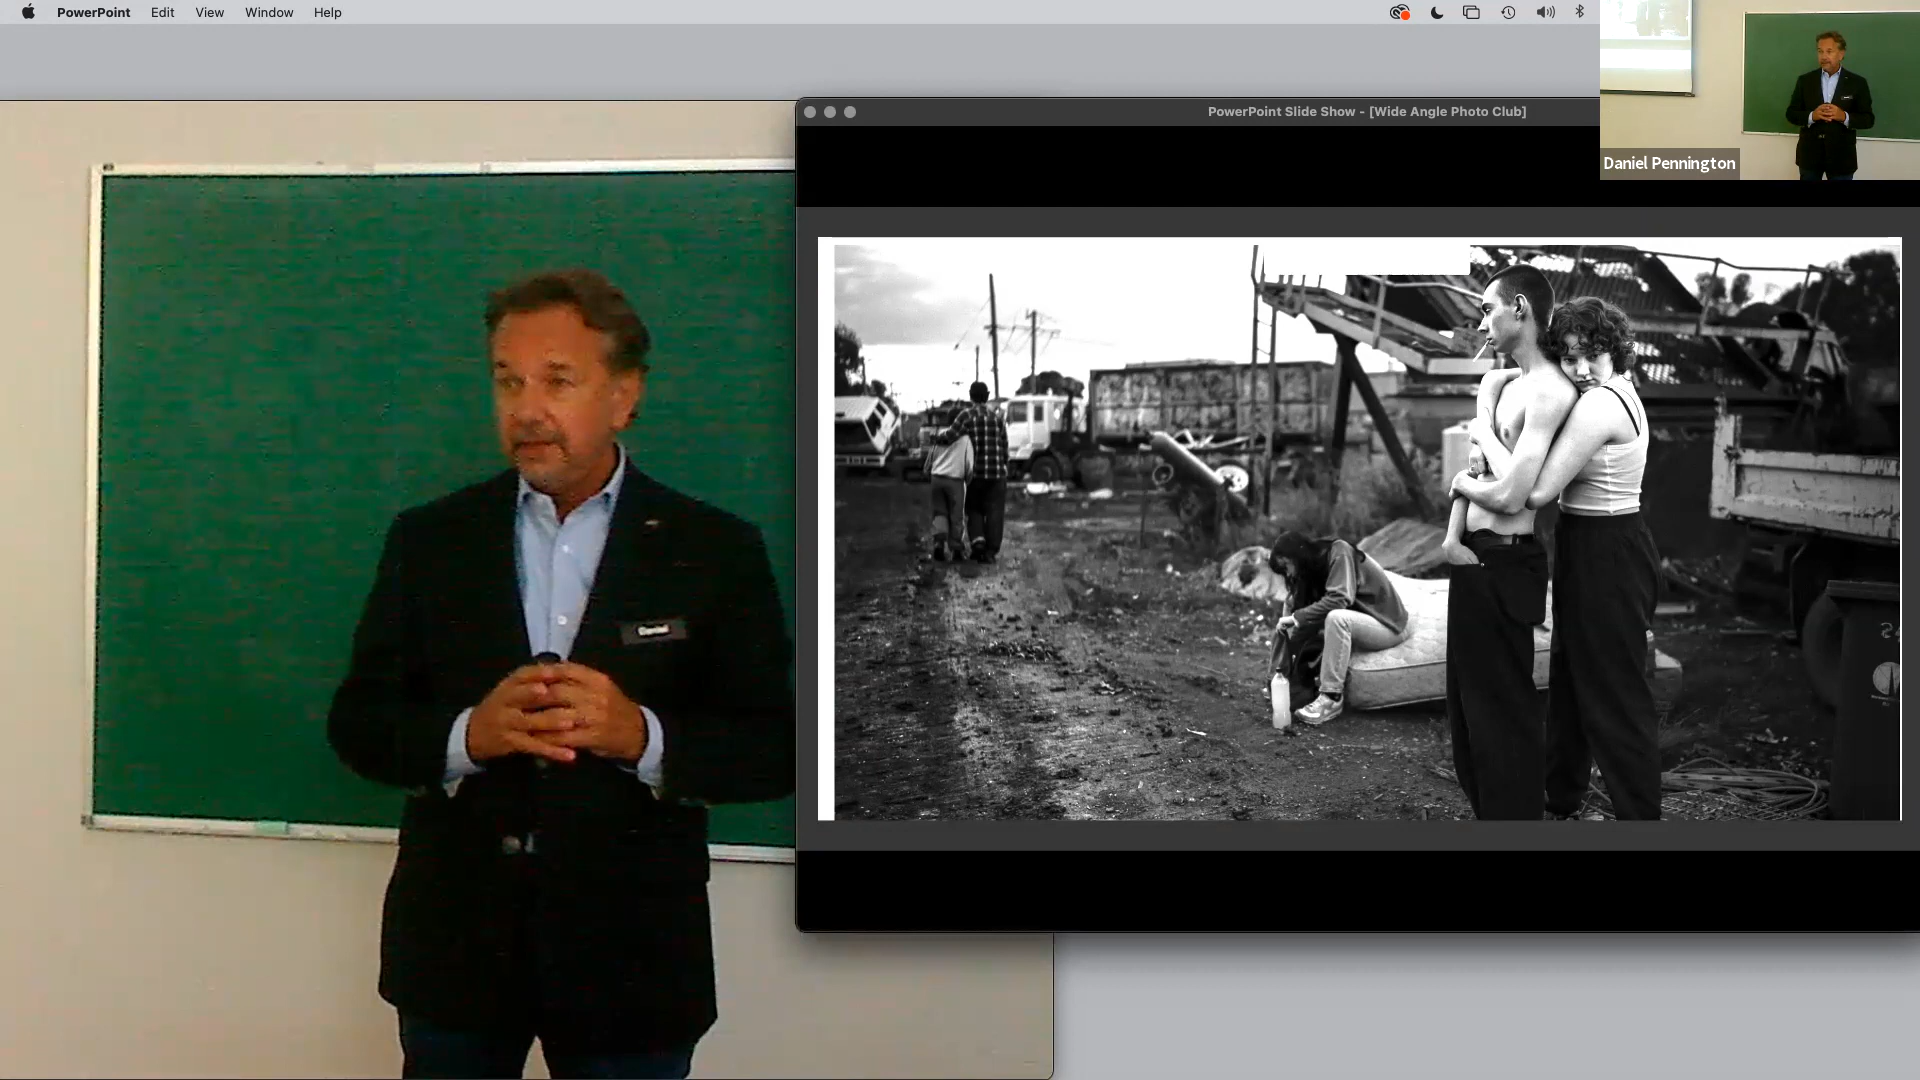 PowerPoint Edit View Window Help
PowerPoint Slide Show - [Wide Angle Photo Club]
Daniel Pennington
Daniel